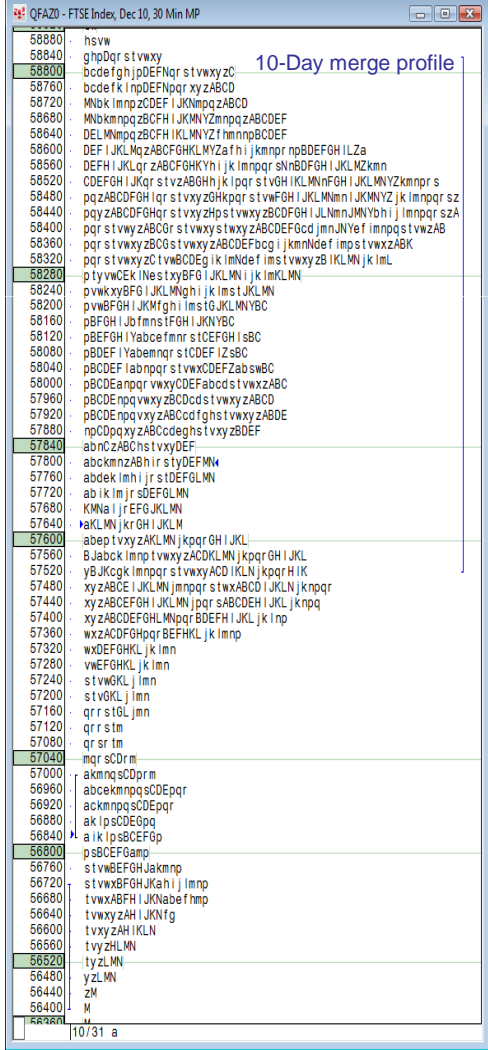 QFAZ0 - FTSE Index, Dec 10, 30 Min MP
10-Day merge profile
58880 hsvw
58840 ghpDqrstvwxy
58800 bcdefghjpDEFNqrstvwxyzC
58760 bcdefklnpDEFNpqrxyzABCD
58720 MNbklmnpzCDEFIJKNmpqzABCD
58680 MNbkmnpqzBCFHIJKMNYZmnpqzABCDEF
58640 DELMNmpqzBCFHIKLMNYZfhmnnpBCDEF
58600 DEFIJKLMqzABCFGHKLMYZafhijkmnprnpBDEFGHILZa
58560 DEFHIJKLqrzABCFGHKYhijklmnpqrsNnBDFGHIJKLMZkmn
58520 CDEFGHIJKqrstvzABGHhjklpqrstvGHIKLMNnFGHIJKLMNYZkmnprs
58480 pqzABCDFGHIqrstvxyzGHkpqrstvwFGHIJKLMNmnIJKMNYZjklmnpqrsz
58440 pqyzABCDFGHqrstvxyzHpstvwxyzBCDFGHIJLNmnJMNYbhijlmnpqrszA
58400 pqrstvwyzABCGrstvwxystwxyzABCDEFGcdjmnJNYefimnpqstvwzAB
58360 pqrstvwxyzBCGstvwxyzABCDEFbcgijkmnNdefimpstvwxzABK
58320 pqrstvwxyzCtvwBCDEgiklmNdefimstvwxyzBIKLMNjklmL
58280 ptyvwCEklNestxyBFGIJKLMNijklmKLMN
58240 pvwkxyBFGIJKLMNghijklmstJKLMN
58200 pvwBFGHIJKMfghilmstGJKLMNYBC
58160 pBFGHIJbfmnstFGHIJKNYBC
58120 pBEFGHIYabcefmnrstCEFGHIsBC
58080 pBDEFIYabemnqrstCDEFIZsBC
58040 pBCDEFIabnpqrstvwxCDEFZabswBC
58000 pBCDEanpqrvwxyCDEFabcdstvwxzABC
57960 pBCDEnpqvwxyzBCDcdstvwxyzABCD
57920 pBCDEnpqvxyzABCcdfghstvwxyzABDE
57880 npCDpqxyzABCcdeghstvwxyzBDEF
57840 abnCzABChstvxyDEF
57800 abckmnzABhirstyDEFMN
57760 abdeklmhijrstDEFGLMN
57720 abiklmjrsDEFGLMN
57680 KMNaljrEFGJKLMN
57640 aKLMNjkrGHIJKLM
57600 abeptvxyzAKLMNjkpqrGHIJKL
57560 BJabcklmnptvwxyzACDKLMNjkpqrGHIJKL
57520 yBJKcgklmnpqrstvwxyACDIKLNjkpqrHIK
57480 xyzABCEIJKLMNjmnpqrstwxABCDIJKLNjknpqr
57440 xyzABCEFGHIJKLMNjpqrsABCDEHIJKLjknpq
57400 xyzABCDEFGHLMNpqrBDEFHIJKLjklnp
57360 wxzACDFGHpqrBEFHKLjklmnp
57320 wxDEFGHKLjklmn
57280 vwEFGHKLjklmn
57240 stvwGKLjlmn
57200 stvGKLjlmn
57160 qrrstGLjmn
57120 qrrstm
57080 qrsrtm
57040 mqrsCDrm
57000 akmnqsCDprm
56960 abcekmnpqsCDEpqr
56920 ackmnpqsCDEpqr
56880 aklpsCDEGpq
56840 aiklpsBCEFGp
56800 psBCEFGamp
56760 stvwBEFGHJakmnp
56720 stvwxBFGHJKahijlmnp
56680 tvwxABFHIJKNabefhmp
56640 tvwxyzAHIJKNfg
56600 tvxyzAHIKLN
56560 tvyzHLMN
56520 tyzLMN
56480 yzLMN
56440 zM
56400 M
56360 M
10/31 a